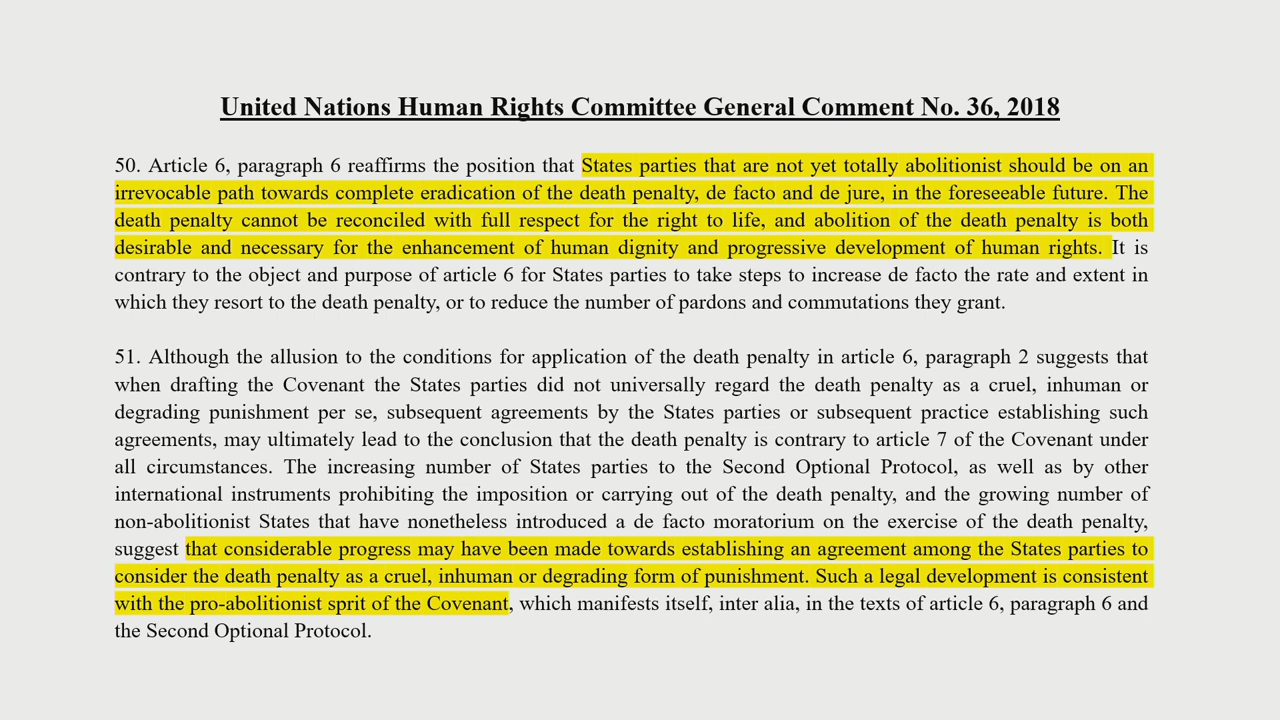 United Nations Human Rights Committee General Comment No. 36, 2018
50. Article 6, paragraph 6 reaffirms the position that States parties that are not yet totally abolitionist should be on an
irrevocable path towards complete eradication of the death penalty, de facto and de jure, in the foreseeable future. The
death penalty cannot be reconciled with full respect for the right to life, and abolition of the death penalty is both
desirable and necessary for the enhancement of human dignity and progressive development of human rights. It is
contrary to the object and purpose of article 6 for States parties to take steps to increase de facto the rate and extent in
which they resort to the death penalty, or to reduce the number of pardons and commutations they grant.
51. Although the allusion to the conditions for application of the death penalty in article 6, paragraph 2 suggests that
when drafting the Covenant the States parties did not universally regard the death penalty as a cruel, inhuman or
degrading punishment per se, subsequent agreements by the States parties or subsequent practice establishing such
agreements, may ultimately lead to the conclusion that the death penalty is contrary to article 7 of the Covenant under
all circumstances. The increasing number of States parties to the Second Optional Protocol, as well as by other
international instruments prohibiting the imposition or carrying out of the death penalty, and the growing number of
non-abolitionist States that have nonetheless introduced a de facto moratorium on the exercise of the death penalty,
suggest that considerable progress may have been made towards establishing an agreement among the States parties to
consider the death penalty as a cruel, inhuman or degrading form of punishment. Such a legal development is consistent
with the pro-abolitionist sprit of the Covenant, which manifests itself, inter alia, in the texts of article 6, paragraph 6 and
the Second Optional Protocol.